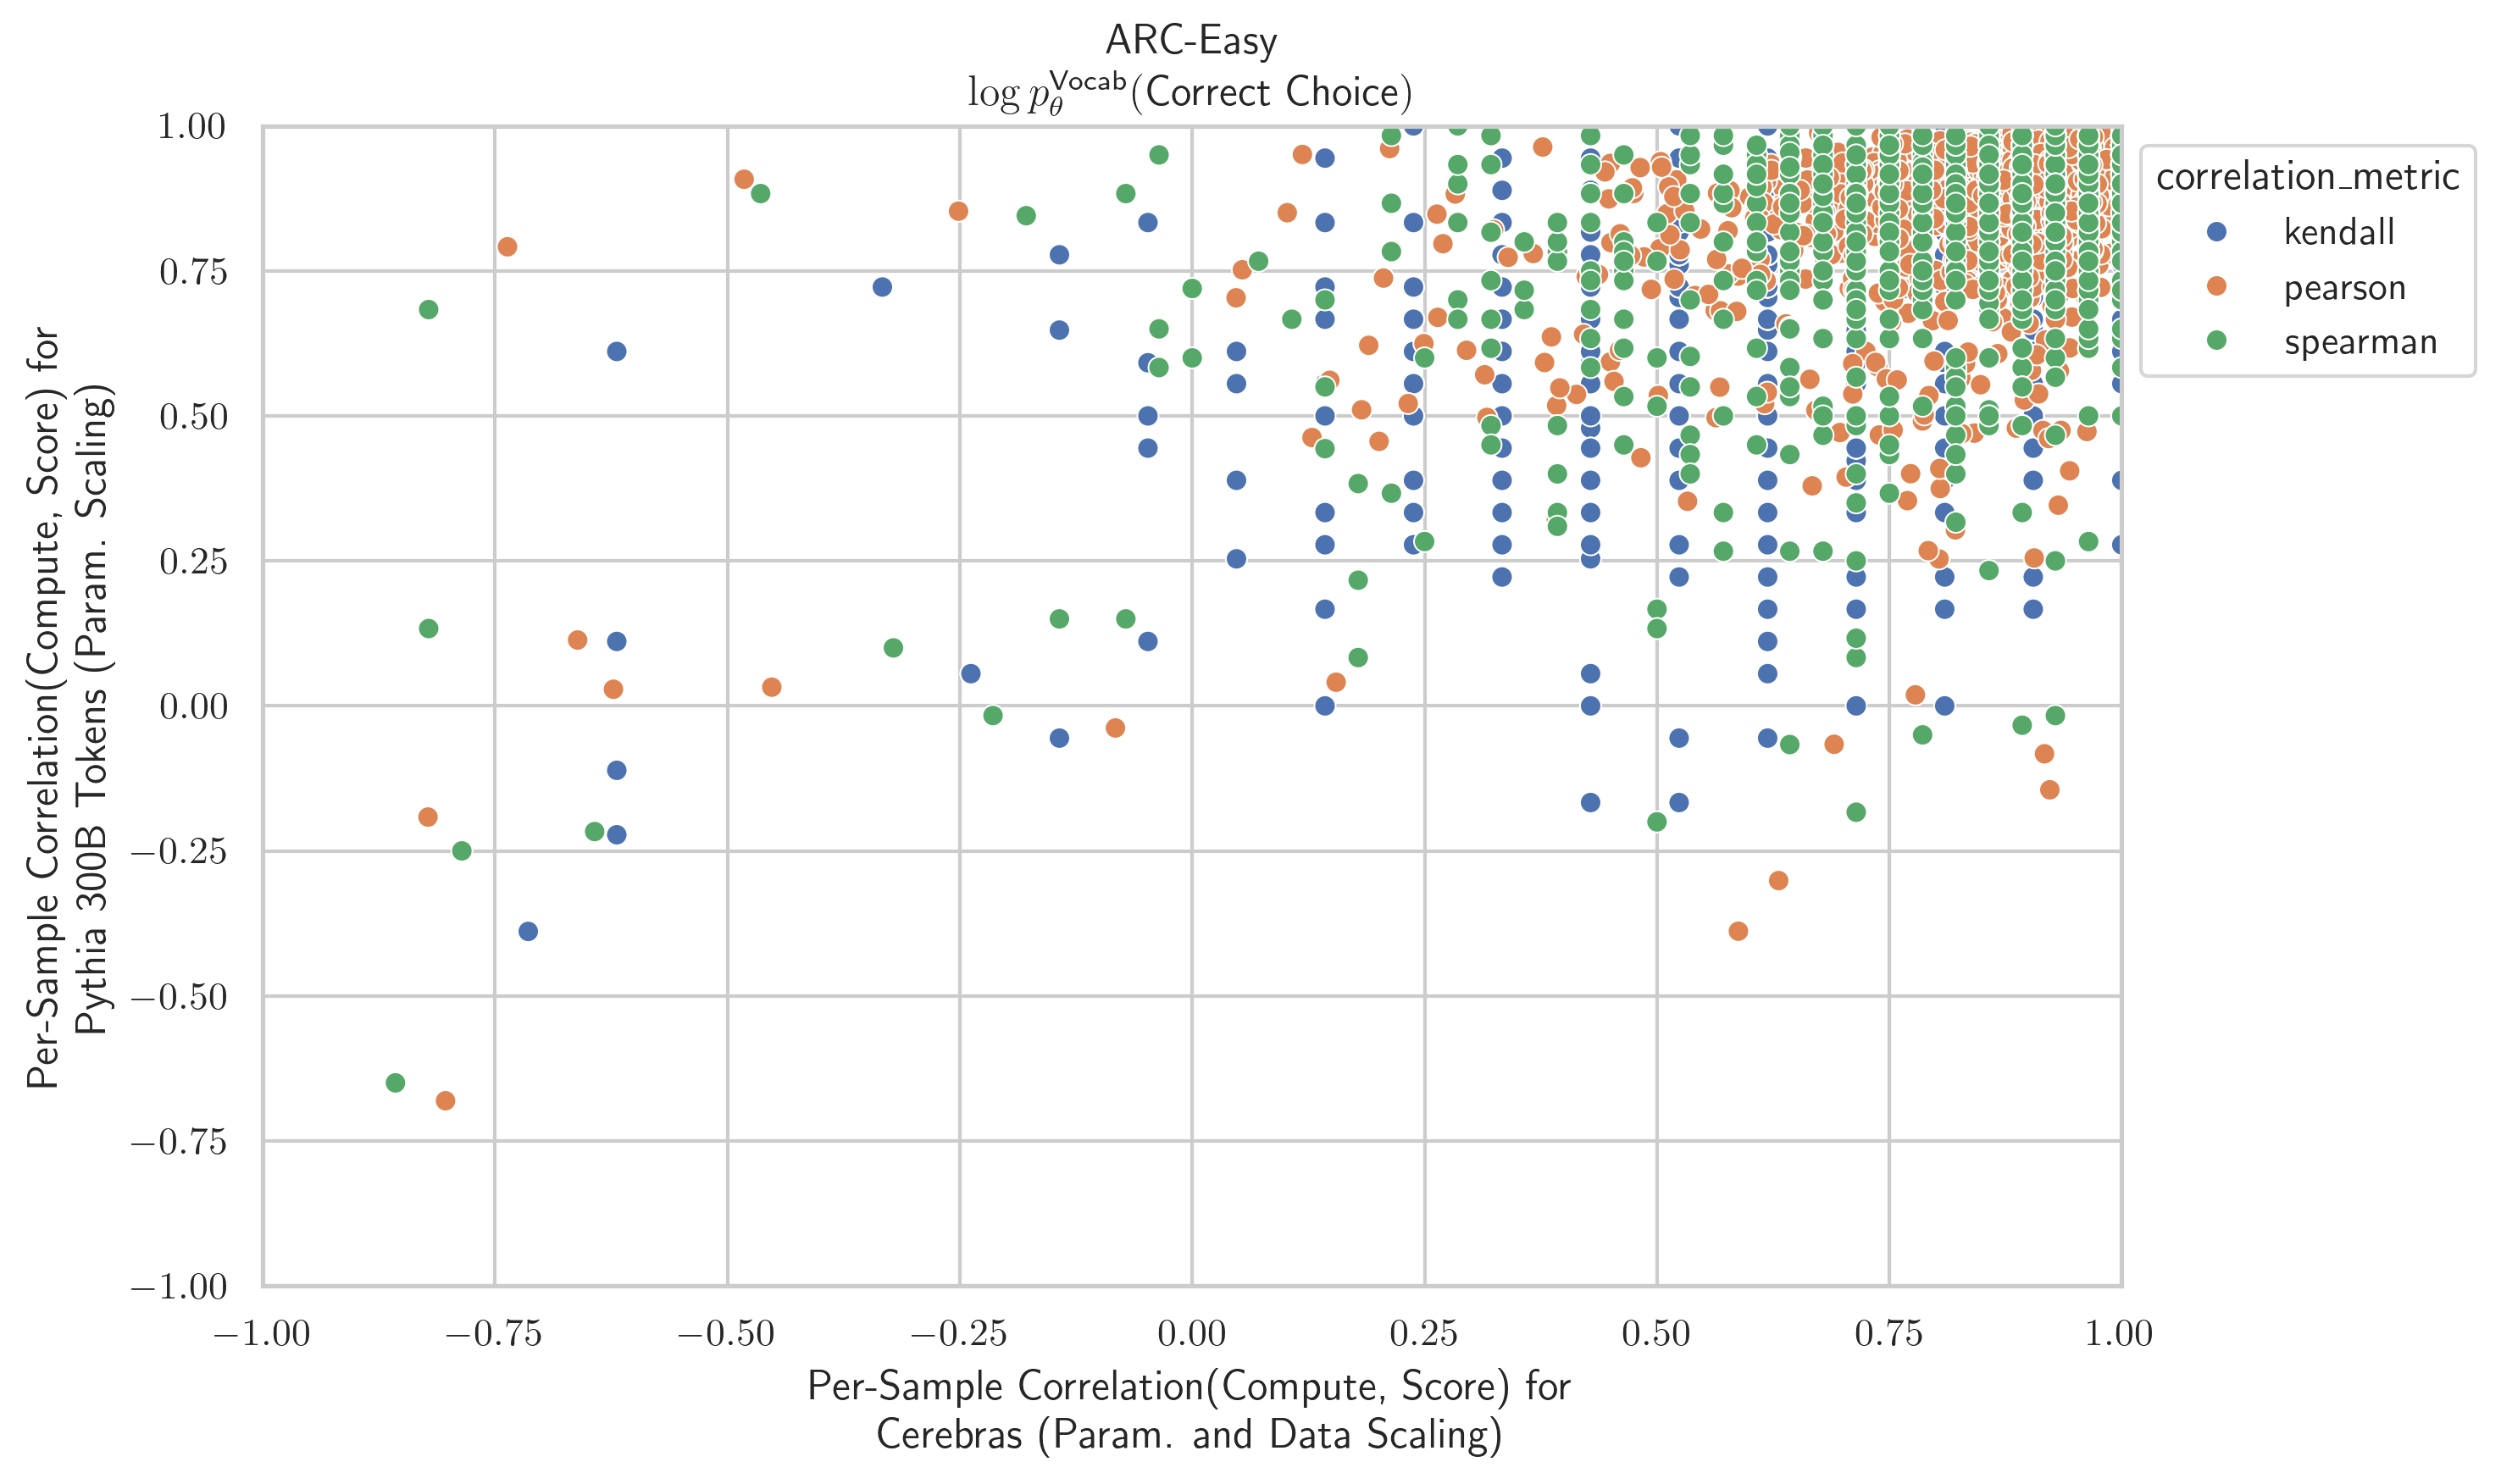 ARC-Easy
log p_θ^Vocab(Correct Choice)
Per-Sample Correlation(Compute, Score) for
Pythia 300B Tokens (Param. Scaling)
1.00
0.75
0.50
0.25
0.00
−0.25
−0.50
−0.75
−1.00
−1.00 −0.75 −0.50 −0.25 0.00 0.25 0.50 0.75 1.00
Per-Sample Correlation(Compute, Score) for
Cerebras (Param. and Data Scaling)
correlation_metric
kendall
pearson
spearman